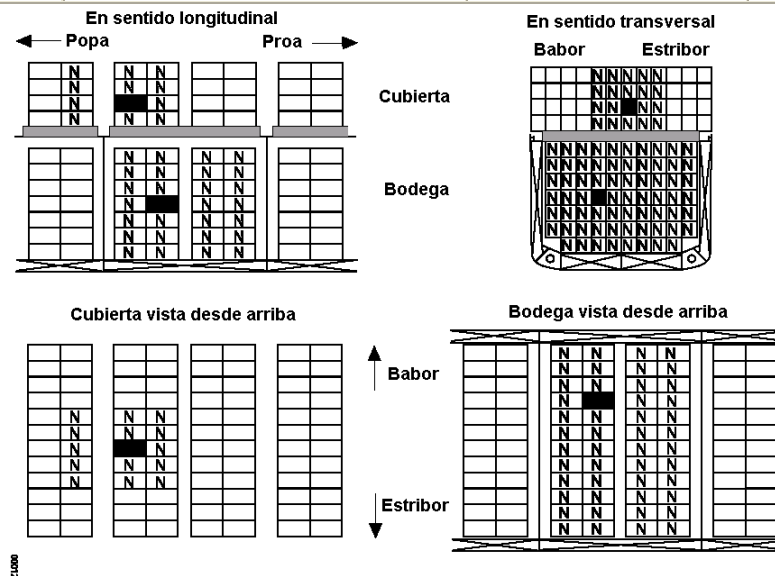 En sentido longitudinal
Popa Proa
N N N
N N N
N N
N N N
N N N N
N N N N
N N N N
N N N
N N N N
N N N N
N N N N
Cubierta
Bodega
En sentido transversal
Babor Estribor
N N N N N
N N N N N
N N N N
N N N N N
N N N N N N N N N N
N N N N N N N N N N
N N N N N N N N N N
N N N N N N N N N
N N N N N N N N N N
N N N N N N N N N N
N N N N N N N N
Cubierta vista desde arriba
N N N
N N N
N N
N N N
N N N
Babor
Estribor
Bodega vista desde arriba
N N N N
N N N N
N N N N
N N N
N N N N
N N N N
N N N N
N N N N
N N N N
N N N N
N N N N
N N N N